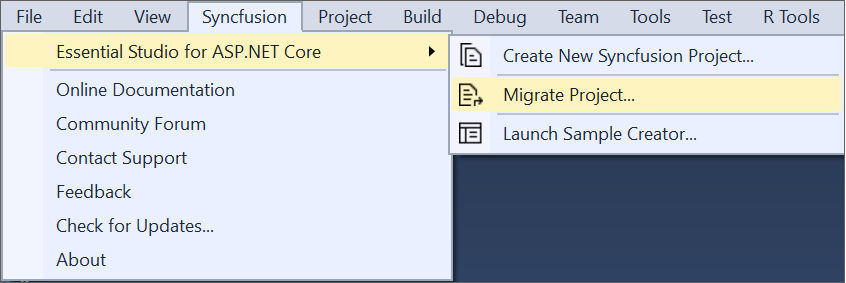 File Edit View Syncfusion Project Build Debug Team Tools Test R Tools
Essential Studio for ASP.NET Core
Create New Syncfusion Project...
Migrate Project...
Launch Sample Creator...
Online Documentation
Community Forum
Contact Support
Feedback
Check for Updates...
About